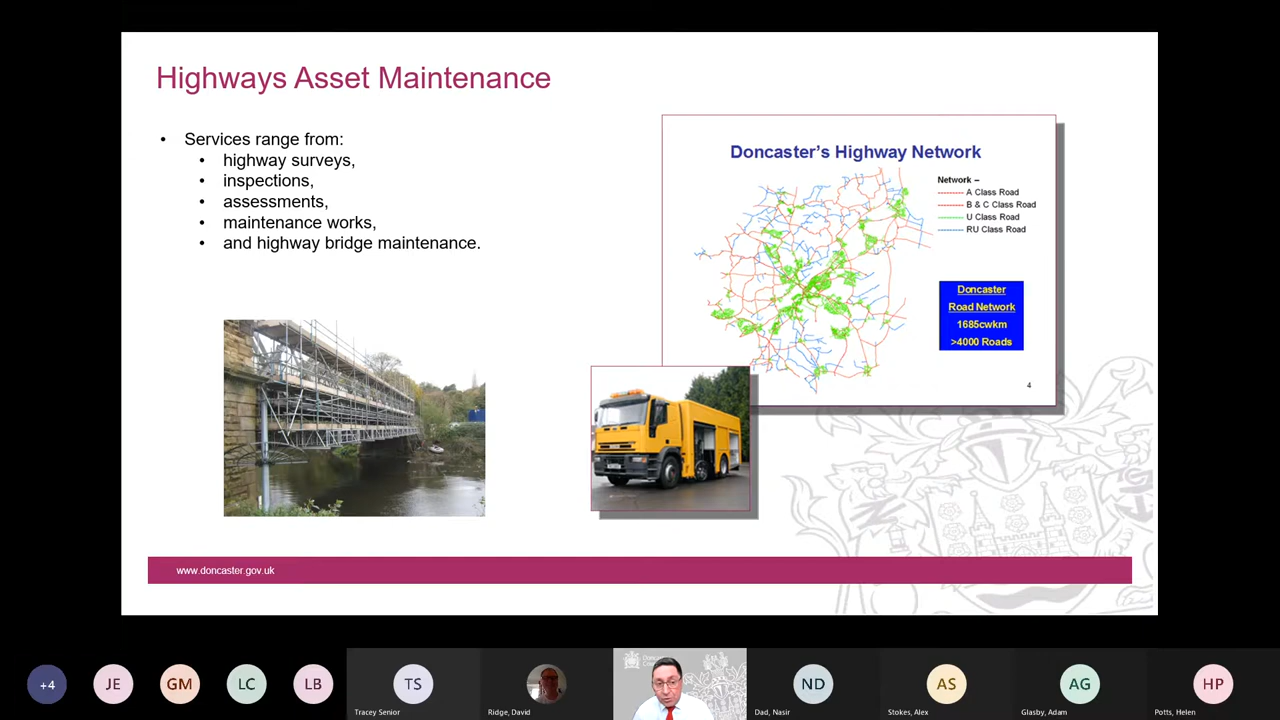 Highways Asset Maintenance
• Services range from:
• highway surveys,
• inspections,
• assessments,
• maintenance works,
• and highway bridge maintenance.
Doncaster's Highway Network
Network –
A Class Road
B & C Class Road
U Class Road
RU Class Road
Doncaster
Road Network
1685cwkm
>4000 Roads
4
www.doncaster.gov.uk
+4
JE
GM
LC
LB
TS
ND
AS
AG
HP
Tracey Senior
Ridge, David
Dad, Nasir
Stokes, Alex
Glasby, Adam
Potts, Helen